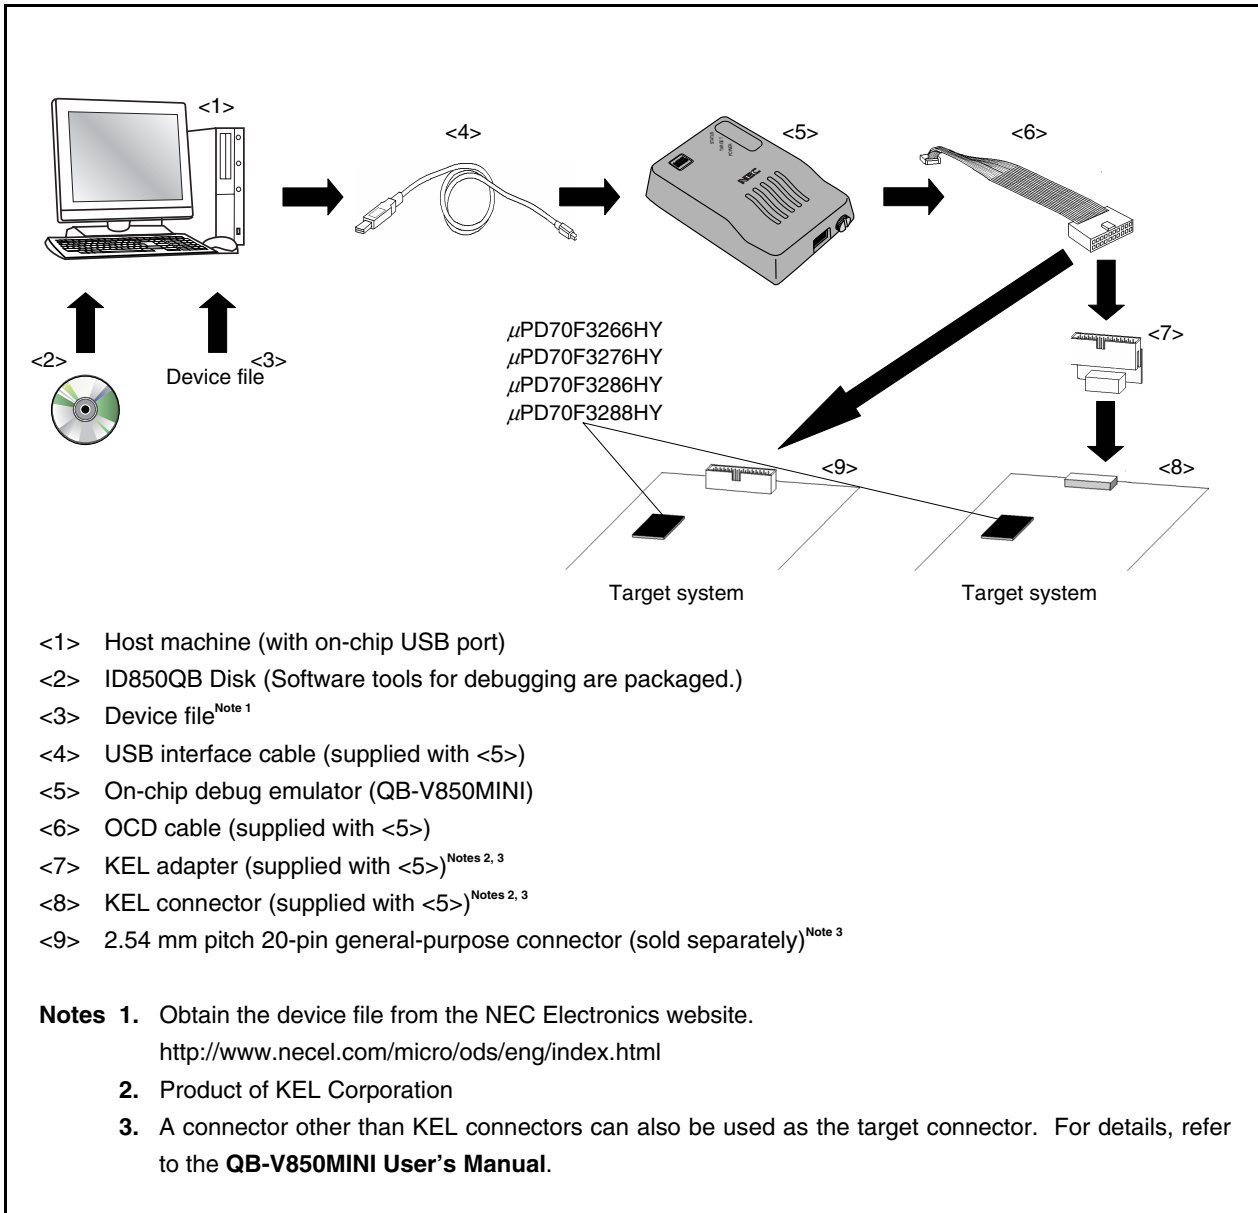 <1>
<4>
<5>
<6>
STATUS
TARGET
POWER
NEC
μPD70F3266HY
<7>
<2>
<3>
μPD70F3276HY
Device file
μPD70F3286HY
μPD70F3288HY
<9>
<8>
Target system
Target system
<1> Host machine (with on-chip USB port)
<2> ID850QB Disk (Software tools for debugging are packaged.)
<3> Device file Note 1
<4> USB interface cable (supplied with <5>)
<5> On-chip debug emulator (QB-V850MINI)
<6> OCD cable (supplied with <5>)
<7> KEL adapter (supplied with <5>) Notes 2, 3
<8> KEL connector (supplied with <5>) Notes 2, 3
<9> 2.54 mm pitch 20-pin general-purpose connector (sold separately) Note 3
Notes 1. Obtain the device file from the NEC Electronics website.
http://www.necel.com/micro/ods/eng/index.html
2. Product of KEL Corporation
3. A connector other than KEL connectors can also be used as the target connector. For details, refer
to the QB-V850MINI User's Manual.